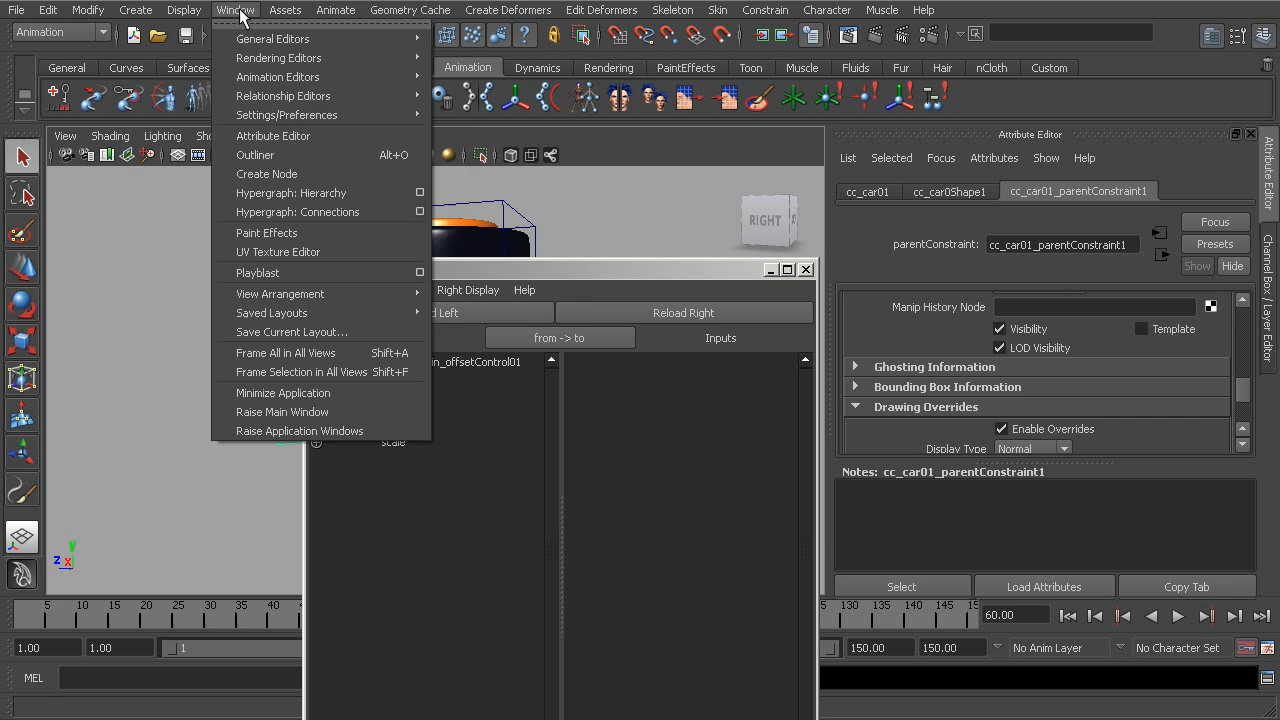 File Edit Modify Create Display Window Assets Animate Geometry Cache Create Deformers Edit Deformers Skeleton Skin Constrain Character Muscle Help
Animation
General Curves Surfaces Animation Dynamics Rendering PaintEffects Toon Muscle Fluids Fur Hair nCloth Custom
General Editors
Rendering Editors
Animation Editors
Relationship Editors
Settings/Preferences
Attribute Editor
Outliner Alt+O
Create Node
Hypergraph: Hierarchy
Hypergraph: Connections
Paint Effects
UV Texture Editor
Playblast
View Arrangement
Saved Layouts
Save Current Layout...
Frame All in All Views Shift+A
Frame Selection in All Views Shift+F
Minimize Application
Raise Main Window
Raise Application Windows
View Shading Lighting
RIGHT
Right Display Help
Left Reload Right
from -> to Inputs
in_offsetControl01
scale
y
z x
Attribute Editor
List Selected Focus Attributes Show Help
cc_car01 cc_car0Shape1 cc_car01_parentConstraint1
Focus
parentConstraint: cc_car01_parentConstraint1 Presets
Show Hide
Manip History Node
Visibility Template
LOD Visibility
Ghosting Information
Bounding Box Information
Drawing Overrides
Enable Overrides
Display Type Normal
Notes: cc_car01_parentConstraint1
Select Load Attributes Copy Tab
Attribute Editor
Channel Box / Layer Editor
5 10 15 20 25 30 35 40 5 130 135 140 145 15 60.00
1.00 1.00 1 150.00 150.00 No Anim Layer No Character Set
MEL